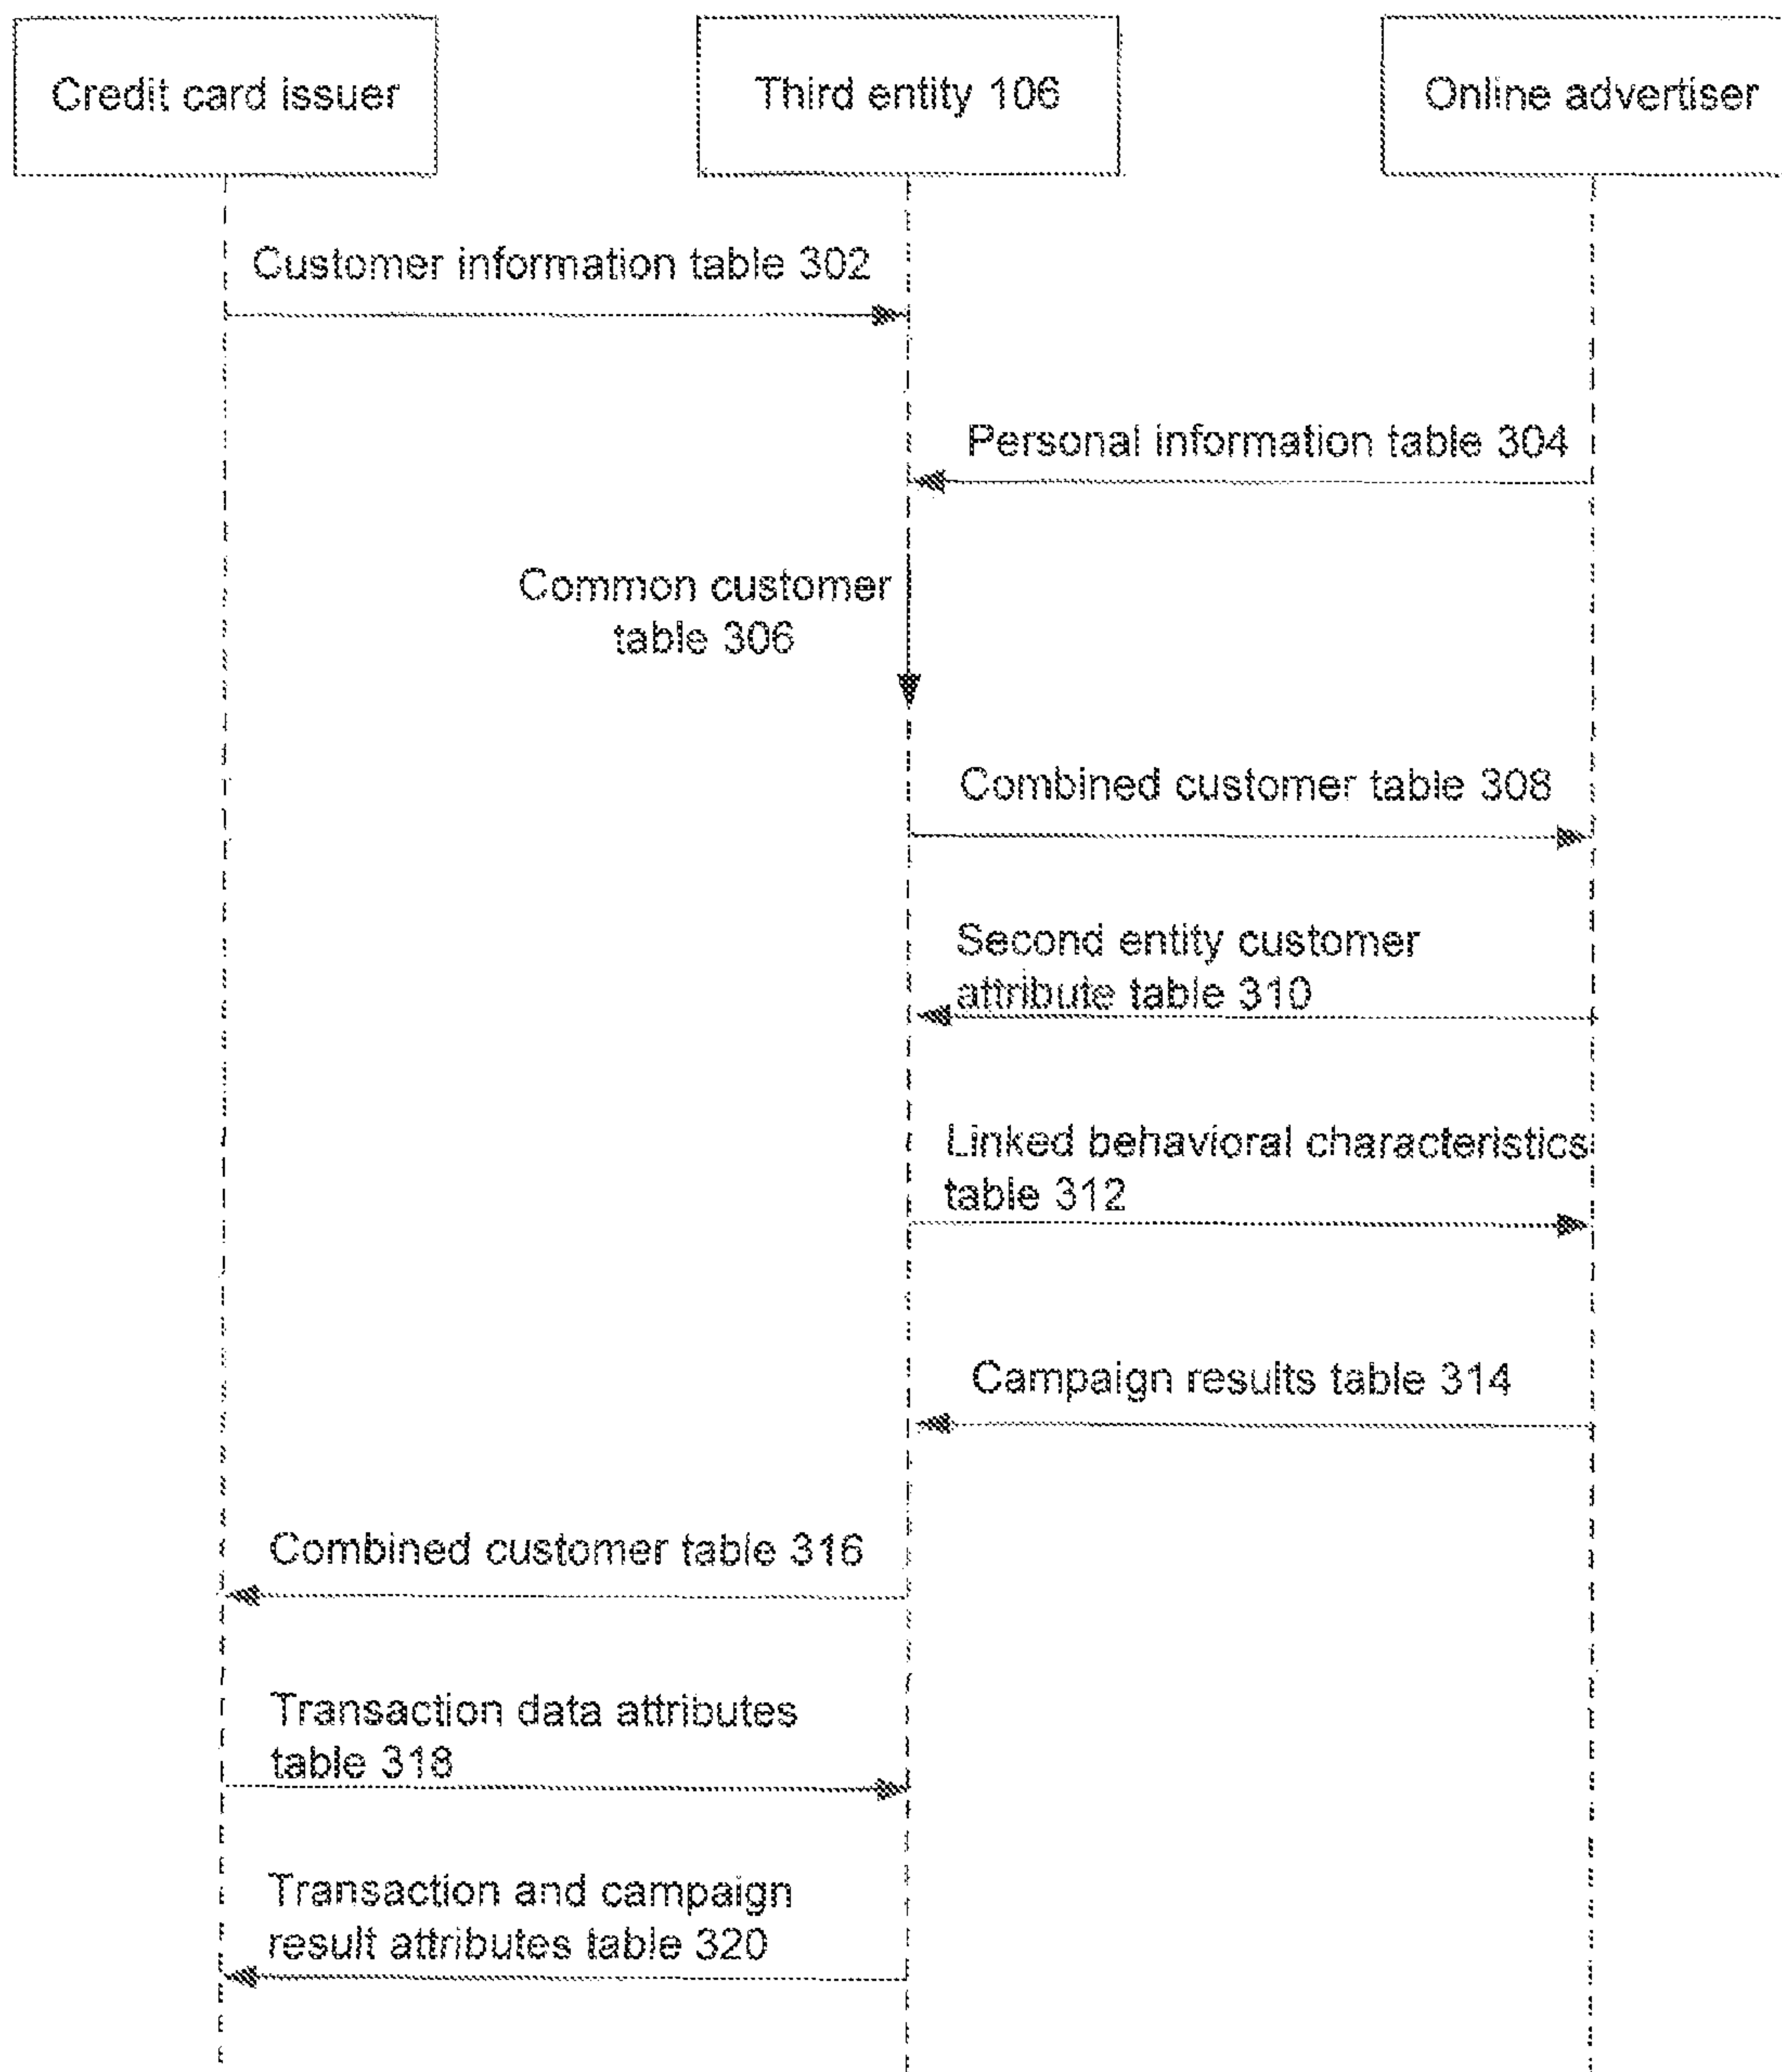 Credit card issuer
Third entity 106
Online advertiser
Customer information table 302
Personal information table 304
Common customer
table 306
Combined customer table 308
Second entity customer
attribute table 310
Linked behavioral characteristics
table 312
Campaign results table 314
Combined customer table 316
Transaction data attributes
table 318
Transaction and campaign
result attributes table 320